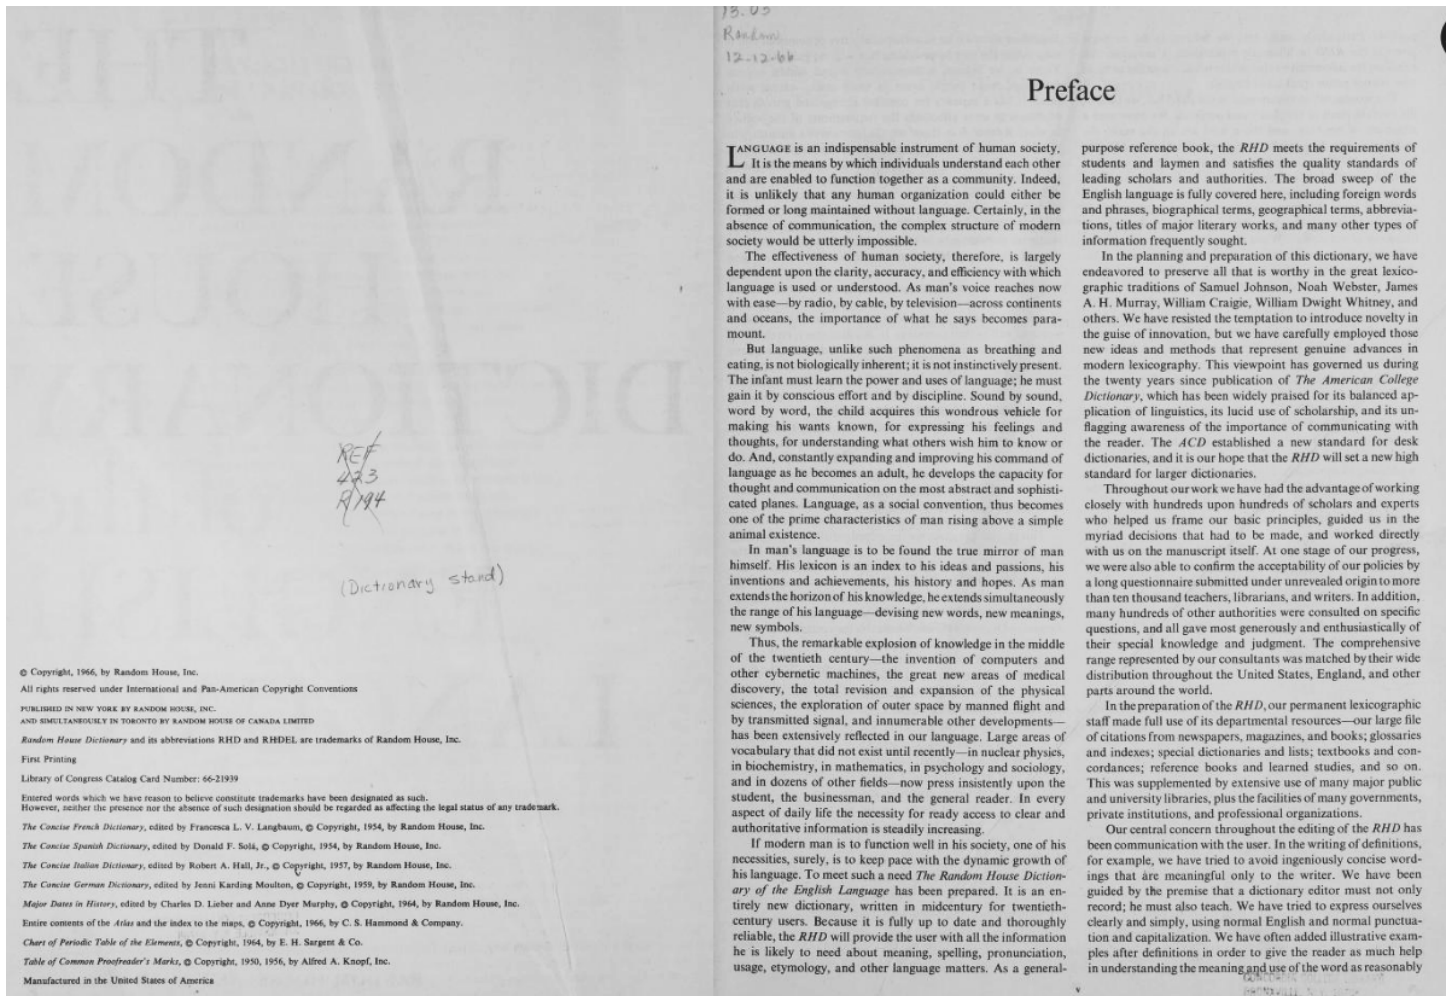 REF
423
R194
(Dictionary stand)
© Copyright, 1966, by Random House, Inc.
All rights reserved under International and Pan-American Copyright Conventions
PUBLISHED IN NEW YORK BY RANDOM HOUSE, INC.
AND SIMULTANEOUSLY IN TORONTO BY RANDOM HOUSE OF CANADA LIMITED
Random House Dictionary and its abbreviations RHD and RHDEL are trademarks of Random House, Inc.
First Printing
Library of Congress Catalog Card Number: 66-21939
Entered words which we have reason to believe constitute trademarks have been designated as such.
However, neither the presence nor the absence of such designation should be regarded as affecting the legal status of any trademark.
The Concise French Dictionary, edited by Francesca L. V. Langbaum, © Copyright, 1954, by Random House, Inc.
The Concise Spanish Dictionary, edited by Donald F. Solá, © Copyright, 1954, by Random House, Inc.
The Concise Italian Dictionary, edited by Robert A. Hall, Jr., © Copyright, 1957, by Random House, Inc.
The Concise German Dictionary, edited by Jenni Karding Moulton, © Copyright, 1959, by Random House, Inc.
Major Dates in History, edited by Charles D. Lieber and Anne Dyer Murphy, © Copyright, 1964, by Random House, Inc.
Entire contents of the Atlas and the index to the maps, © Copyright, 1966, by C. S. Hammond & Company.
Chart of Periodic Table of the Elements, © Copyright, 1964, by E. H. Sargent & Co.
Table of Common Proofreader's Marks, © Copyright, 1950, 1956, by Alfred A. Knopf, Inc.
Manufactured in the United States of America
13.05
Random
12-12-66
Preface
LANGUAGE is an indispensable instrument of human society.
It is the means by which individuals understand each other
and are enabled to function together as a community. Indeed,
it is unlikely that any human organization could either be
formed or long maintained without language. Certainly, in the
absence of communication, the complex structure of modern
society would be utterly impossible.
The effectiveness of human society, therefore, is largely
dependent upon the clarity, accuracy, and efficiency with which
language is used or understood. As man's voice reaches now
with ease—by radio, by cable, by television—across continents
and oceans, the importance of what he says becomes para-
mount.
But language, unlike such phenomena as breathing and
eating, is not biologically inherent; it is not instinctively present.
The infant must learn the power and uses of language; he must
gain it by conscious effort and by discipline. Sound by sound,
word by word, the child acquires this wondrous vehicle for
making his wants known, for expressing his feelings and
thoughts, for understanding what others wish him to know or
do. And, constantly expanding and improving his command of
language as he becomes an adult, he develops the capacity for
thought and communication on the most abstract and sophisti-
cated planes. Language, as a social convention, thus becomes
one of the prime characteristics of man rising above a simple
animal existence.
In man's language is to be found the true mirror of man
himself. His lexicon is an index to his ideas and passions, his
inventions and achievements, his history and hopes. As man
extends the horizon of his knowledge, he extends simultaneously
the range of his language—devising new words, new meanings,
new symbols.
Thus, the remarkable explosion of knowledge in the middle
of the twentieth century—the invention of computers and
other cybernetic machines, the great new areas of medical
discovery, the total revision and expansion of the physical
sciences, the exploration of outer space by manned flight and
by transmitted signal, and innumerable other developments—
has been extensively reflected in our language. Large areas of
vocabulary that did not exist until recently—in nuclear physics,
in biochemistry, in mathematics, in psychology and sociology,
and in dozens of other fields—now press insistently upon the
student, the businessman, and the general reader. In every
aspect of daily life the necessity for ready access to clear and
authoritative information is steadily increasing.
If modern man is to function well in his society, one of his
necessities, surely, is to keep pace with the dynamic growth of
his language. To meet such a need The Random House Diction-
ary of the English Language has been prepared. It is an en-
tirely new dictionary, written in midcentury for twentieth-
century users. Because it is fully up to date and thoroughly
reliable, the RHD will provide the user with all the information
he is likely to need about meaning, spelling, pronunciation,
usage, etymology, and other language matters. As a general-
purpose reference book, the RHD meets the requirements of
students and laymen and satisfies the quality standards of
leading scholars and authorities. The broad sweep of the
English language is fully covered here, including foreign words
and phrases, biographical terms, geographical terms, abbrevia-
tions, titles of major literary works, and many other types of
information frequently sought.
In the planning and preparation of this dictionary, we have
endeavored to preserve all that is worthy in the great lexico-
graphic traditions of Samuel Johnson, Noah Webster, James
A. H. Murray, William Craigie, William Dwight Whitney, and
others. We have resisted the temptation to introduce novelty in
the guise of innovation, but we have carefully employed those
new ideas and methods that represent genuine advances in
modern lexicography. This viewpoint has governed us during
the twenty years since publication of The American College
Dictionary, which has been widely praised for its balanced ap-
plication of linguistics, its lucid use of scholarship, and its un-
flagging awareness of the importance of communicating with
the reader. The ACD established a new standard for desk
dictionaries, and it is our hope that the RHD will set a new high
standard for larger dictionaries.
Throughout our work we have had the advantage of working
closely with hundreds upon hundreds of scholars and experts
who helped us frame our basic principles, guided us in the
myriad decisions that had to be made, and worked directly
with us on the manuscript itself. At one stage of our progress,
we were also able to confirm the acceptability of our policies by
a long questionnaire submitted under unrevealed origin to more
than ten thousand teachers, librarians, and writers. In addition,
many hundreds of other authorities were consulted on specific
questions, and all gave most generously and enthusiastically of
their special knowledge and judgment. The comprehensive
range represented by our consultants was matched by their wide
distribution throughout the United States, England, and other
parts around the world.
In the preparation of the RHD, our permanent lexicographic
staff made full use of its departmental resources—our large file
of citations from newspapers, magazines, and books; glossaries
and indexes; special dictionaries and lists; textbooks and con-
cordances; reference books and learned studies, and so on.
This was supplemented by extensive use of many major public
and university libraries, plus the facilities of many governments,
private institutions, and professional organizations.
Our central concern throughout the editing of the RHD has
been communication with the user. In the writing of definitions,
for example, we have tried to avoid ingeniously concise word-
ings that are meaningful only to the writer. We have been
guided by the premise that a dictionary editor must not only
record; he must also teach. We have tried to express ourselves
clearly and simply, using normal English and normal punctua-
tion and capitalization. We have often added illustrative exam-
ples after definitions in order to give the reader as much help
in understanding the meaning and use of the word as reasonably